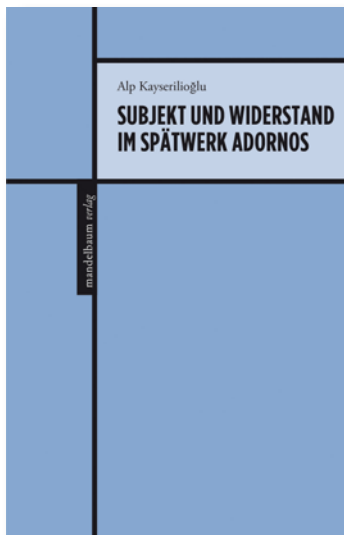 Alp Kayserilioğlu
SUBJEKT UND WIDERSTAND
IM SPÄTWERK ADORNOS
mandelbaum verlag